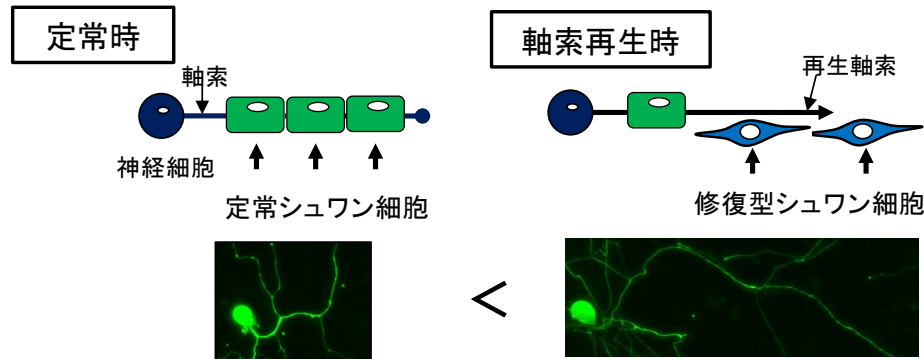 定常時
軸索再生時
軸索
再生軸索
神経細胞
定常シュワン細胞
修復型シュワン細胞
<